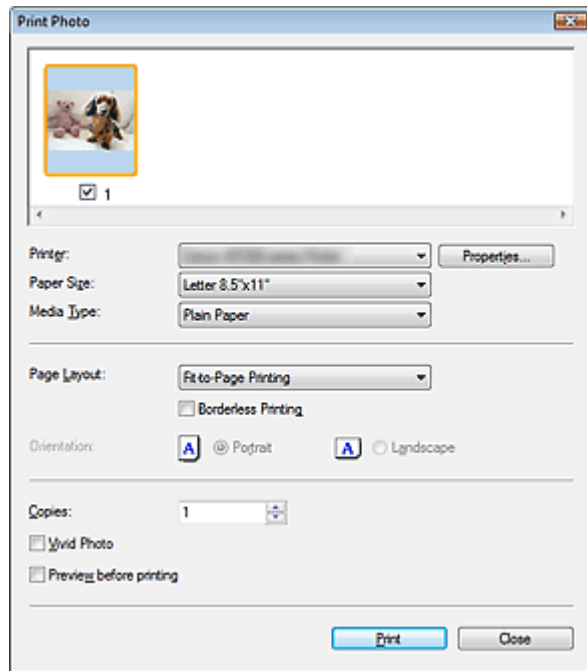 Print Photo
1
Printer:
Properties...
Paper Size: Letter 8.5"x11"
Media Type: Plain Paper
Page Layout: Fit-to-Page Printing
Borderless Printing
Orientation: A Portrait A Landscape
Copies: 1
Vivid Photo
Preview before printing
Print Close